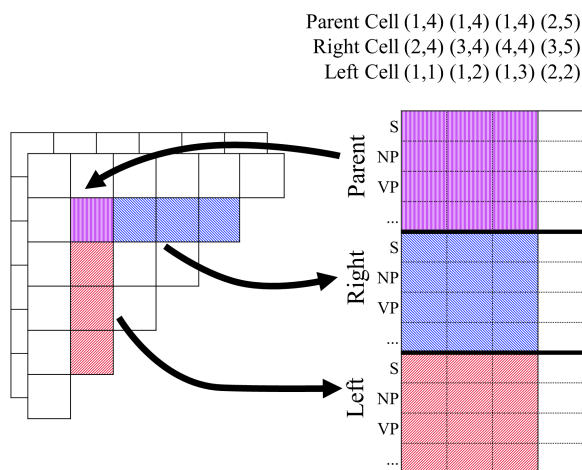 Parent Cell (1,4) (1,4) (1,4) (2,5)
Right Cell (2,4) (3,4) (4,4) (3,5)
Left Cell (1,1) (1,2) (1,3) (2,2)
Parent
S
NP
VP
...
Right
S
NP
VP
...
Left
S
NP
VP
...